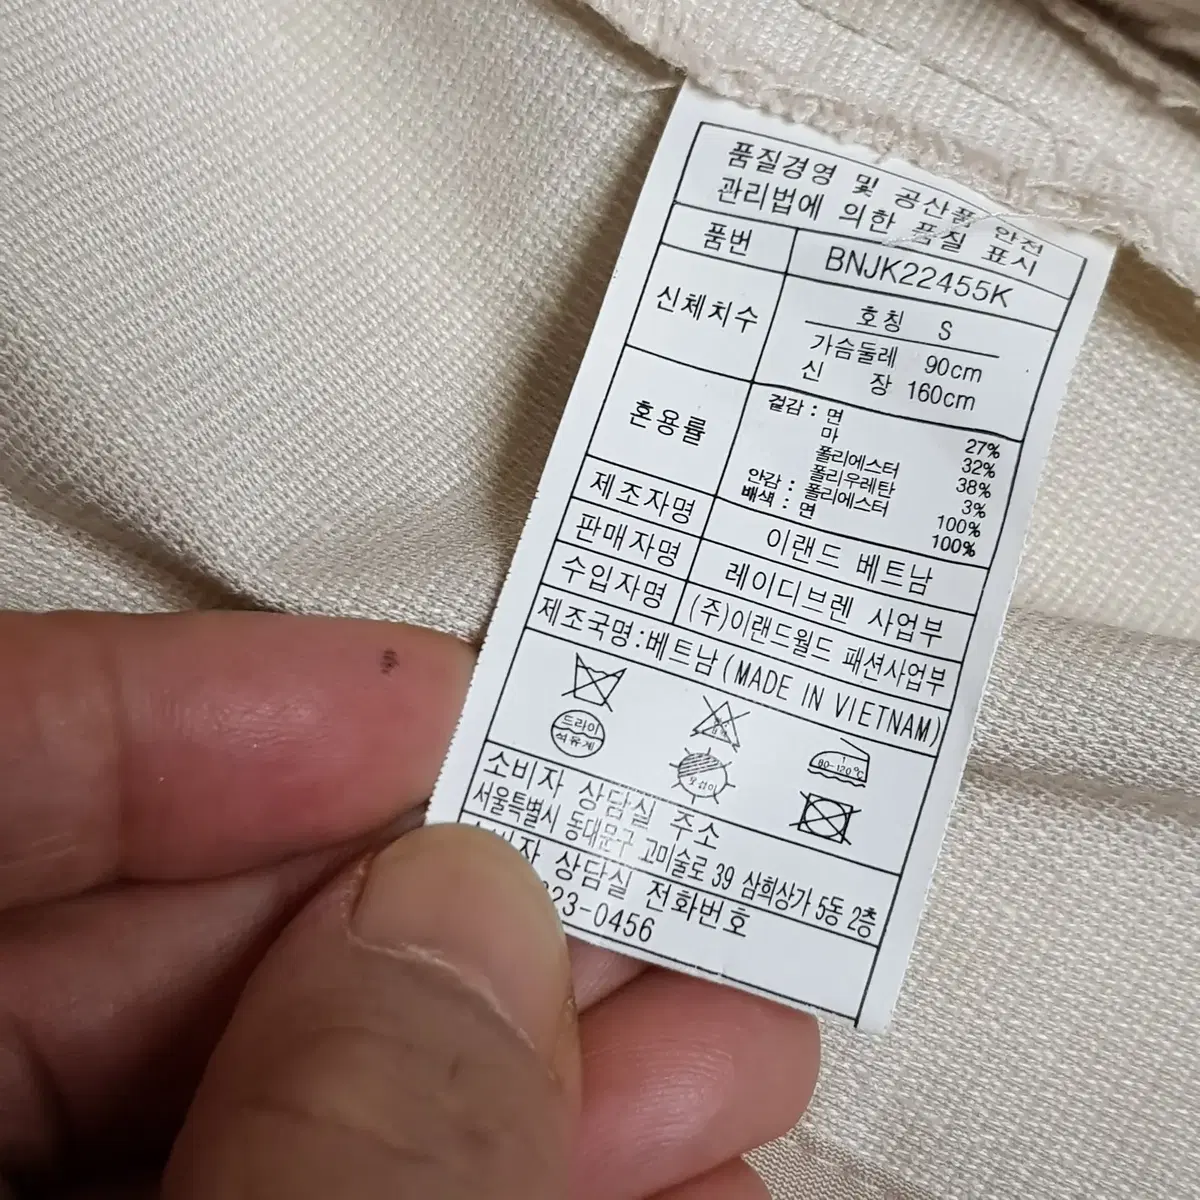 품질경영 및 공산품 안전
관리법에 의한 품질 표시
품번 BNJK22455K
신체치수 호칭 S
가슴둘레 90cm
신 장 160cm
혼용률 겉감 : 면 27%
마 32%
폴리에스터 38%
폴리우레탄 3%
안감 : 폴리에스터 100%
배색 : 면 100%
제조자명 이랜드 베트남
판매자명 레이디브렌 사업부
수입자명 (주)이랜드월드 패션사업부
제조국명:베트남(MADE IN VIETNAM)
드라이
석유계
80-120℃
소비자 상담실 주소
서울특별시 동대문구 고미술로 39 삼희상가 5동 2층
상담실 전화번호
23-0456